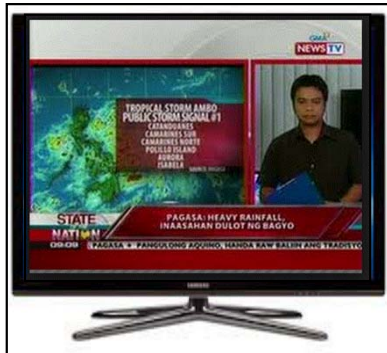 GMA
NEWS TV
TROPICAL STORM AMBO
PUBLIC STORM SIGNAL #1
CATANDUANES
CAMARINES SUR
CAMARINES NORTE
POLILLO ISLAND
AURORA
ISABELA
STATE
NATION
PAGASA: HEAVY RAINFALL,
INAASAHAN DULOT NG BAGYO
09:09 PAGASA • PANGULONG AQUINO, HANDA RAW BALIIN ANG TRADISYO
SAMSUNG